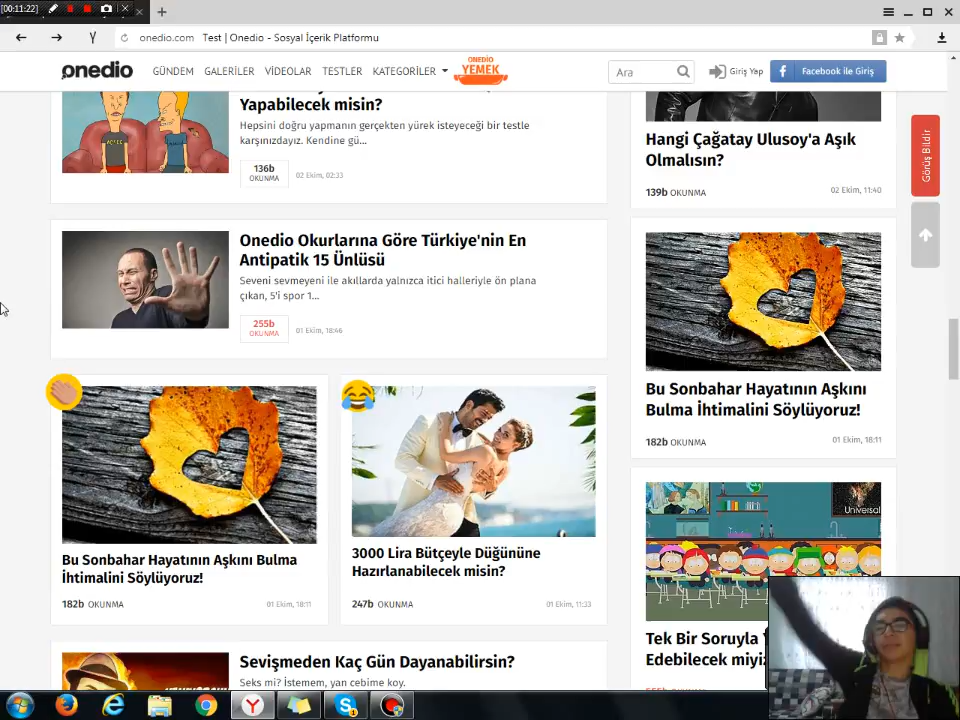 [00:11:22]
onedio.com Test | Onedio - Sosyal İçerik Platformu
onedio
GÜNDEM GALERİLER VİDEOLAR TESTLER KATEGORİLER
ONEDİO
YEMEK
Ara
Giriş Yap
Facebook ile Giriş
Yapabilecek misin?
Hepsini doğru yapmanın gerçekten yürek isteyeceği bir testle
karşınızdayız. Kendine gü...
136b
OKUNMA
02 Ekim, 02:33
Onedio Okurlarına Göre Türkiye'nin En
Antipatik 15 Ünlüsü
Seveni sevmeyeni ile akıllarda yalnızca itici halleriyle ön plana
çıkan, 5'i spor 1...
255b
OKUNMA
01 Ekim, 18:46
Bu Sonbahar Hayatının Aşkını Bulma
İhtimalini Söylüyoruz!
182b OKUNMA
01 Ekim, 18:11
3000 Lira Bütçeyle Düğününe
Hazırlanabilecek misin?
247b OKUNMA
01 Ekim, 11:33
Sevişmeden Kaç Gün Dayanabilirsin?
Seks mi? İstemem, yan cebime koy.
Hangi Çağatay Ulusoy'a Aşık
Olmalısın?
139b OKUNMA
02 Ekim, 11:40
Bu Sonbahar Hayatının Aşkını
Bulma İhtimalini Söylüyoruz!
182b OKUNMA
01 Ekim, 18:11
Universal
Tek Bir Soruyla
Edebilecek miyiz
Görüş Bildir